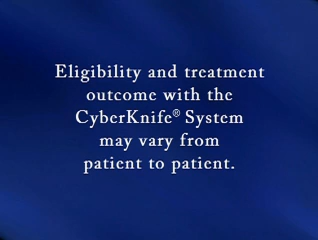 Eligibility and treatment
outcome with the
CyberKnife® System
may vary from
patient to patient.